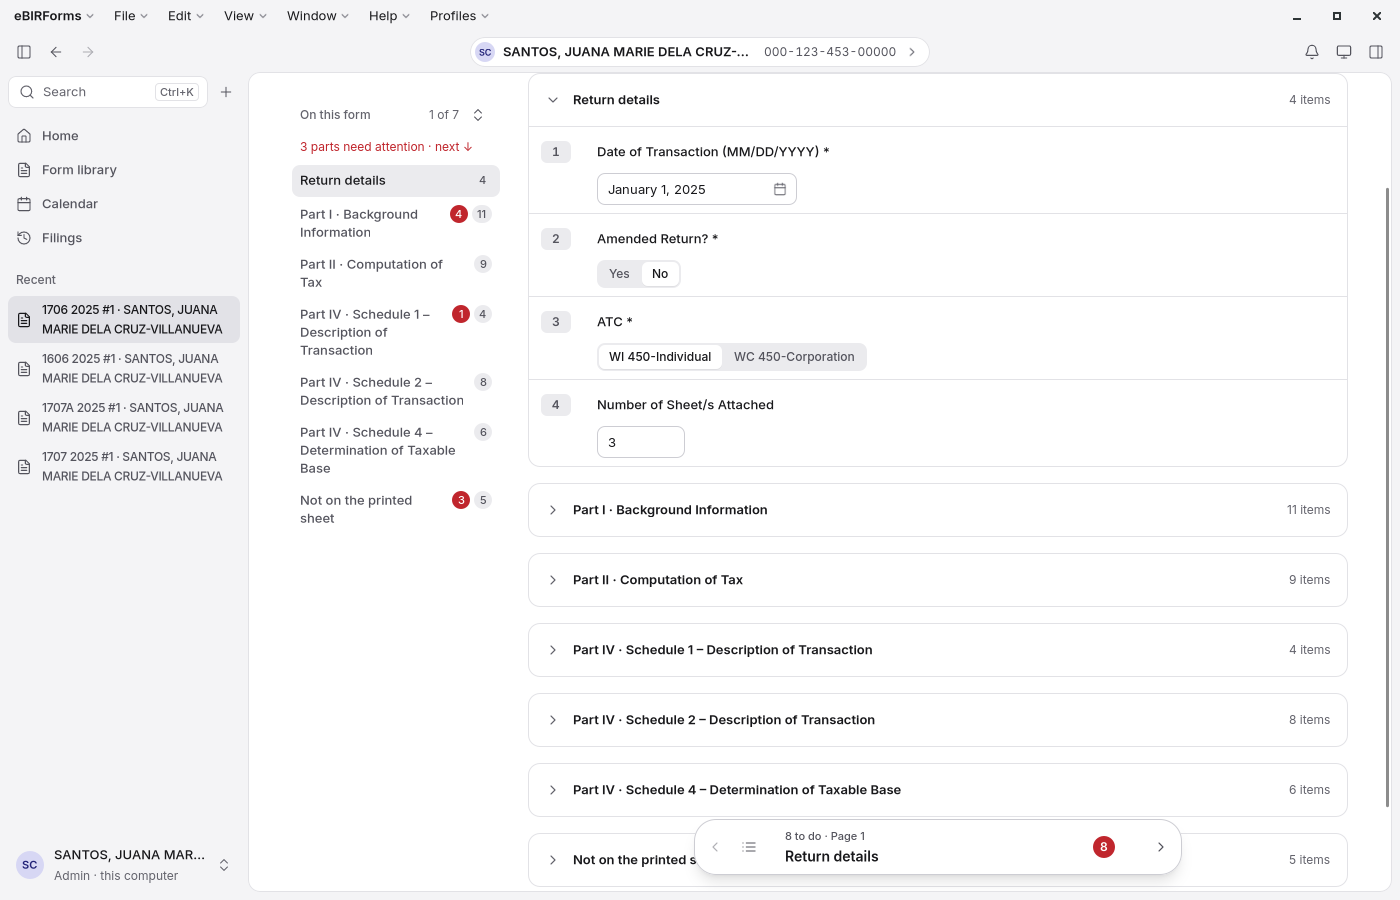 eBIRForms File Edit View Window Help Profiles
SC SANTOS, JUANA MARIE DELA CRUZ-... 000-123-453-00000
Search Ctrl+K
Home
Form library
Calendar
Filings
Recent
1706 2025 #1 · SANTOS, JUANA
MARIE DELA CRUZ-VILLANUEVA
1606 2025 #1 · SANTOS, JUANA
MARIE DELA CRUZ-VILLANUEVA
1707A 2025 #1 · SANTOS, JUANA
MARIE DELA CRUZ-VILLANUEVA
1707 2025 #1 · SANTOS, JUANA
MARIE DELA CRUZ-VILLANUEVA
SC SANTOS, JUANA MAR...
Admin · this computer
On this form 1 of 7
3 parts need attention · next ↓
Return details 4
Part I · Background 4 11
Information
Part II · Computation of 9
Tax
Part IV · Schedule 1 – 1 4
Description of
Transaction
Part IV · Schedule 2 – 8
Description of Transaction
Part IV · Schedule 4 – 6
Determination of Taxable
Base
Not on the printed 3 5
sheet
Return details 4 items
1 Date of Transaction (MM/DD/YYYY) *
January 1, 2025
2 Amended Return? *
Yes No
3 ATC *
WI 450-Individual WC 450-Corporation
4 Number of Sheet/s Attached
3
Part I · Background Information 11 items
Part II · Computation of Tax 9 items
Part IV · Schedule 1 – Description of Transaction 4 items
Part IV · Schedule 2 – Description of Transaction 8 items
Part IV · Schedule 4 – Determination of Taxable Base 6 items
Not on the printed s 5 items
8 to do · Page 1
Return details 8